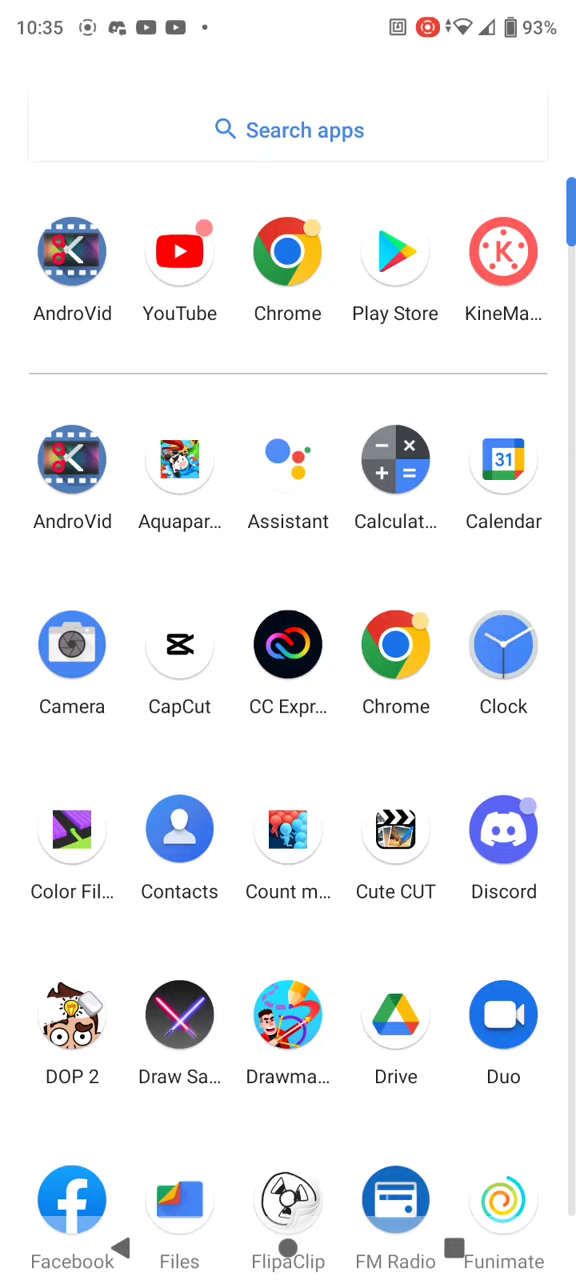 10:35 93%
Search apps
AndroVid YouTube Chrome Play Store KineMa...
AndroVid Aquapar... Assistant Calculat... Calendar
Camera CapCut CC Expr... Chrome Clock
Color Fil... Contacts Count m... Cute CUT Discord
DOP 2 Draw Sa... Drawma... Drive Duo
Facebook Files FlipaClip FM Radio Funimate